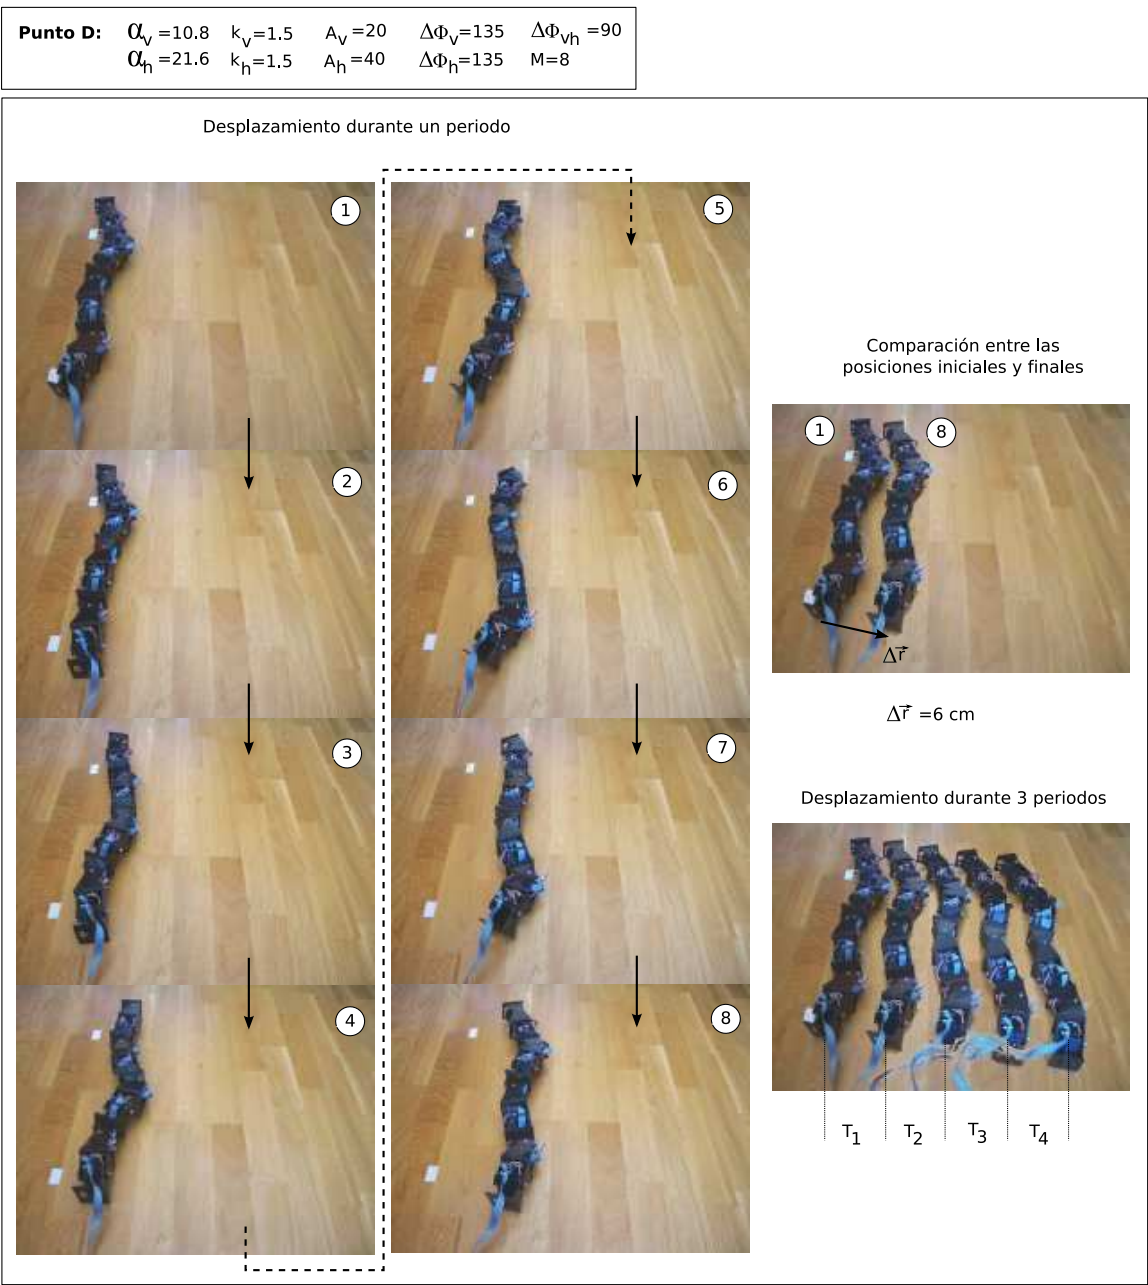 Punto D: αv =10.8 kv=1.5 Av=20 ΔΦv=135 ΔΦvh =90
αh =21.6 kh=1.5 Ah=40 ΔΦh=135 M=8
Desplazamiento durante un periodo
1
2
3
4
5
6
7
8
Comparación entre las
posiciones iniciales y finales
1 8
Δr⃗
Δr⃗ =6 cm
Desplazamiento durante 3 periodos
T1 T2 T3 T4